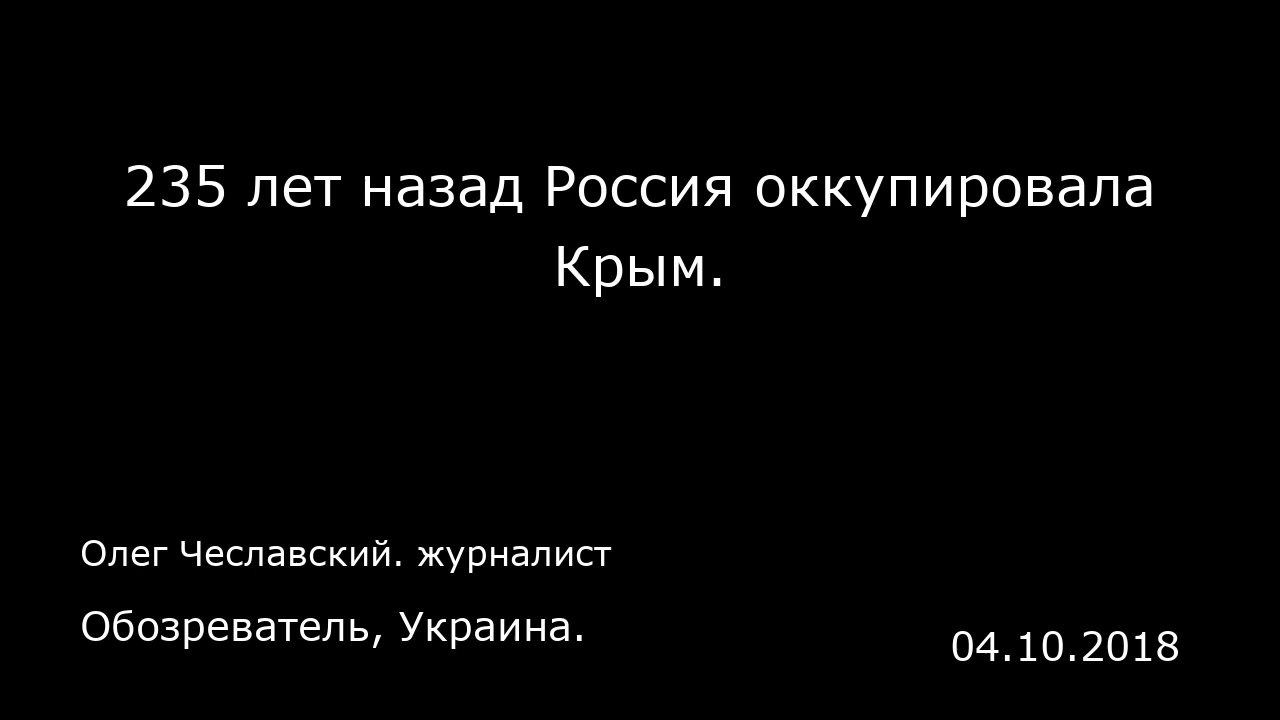 235 лет назад Россия оккупировала
Крым.
Олег Чеславский. журналист
Обозреватель, Украина.
04.10.2018